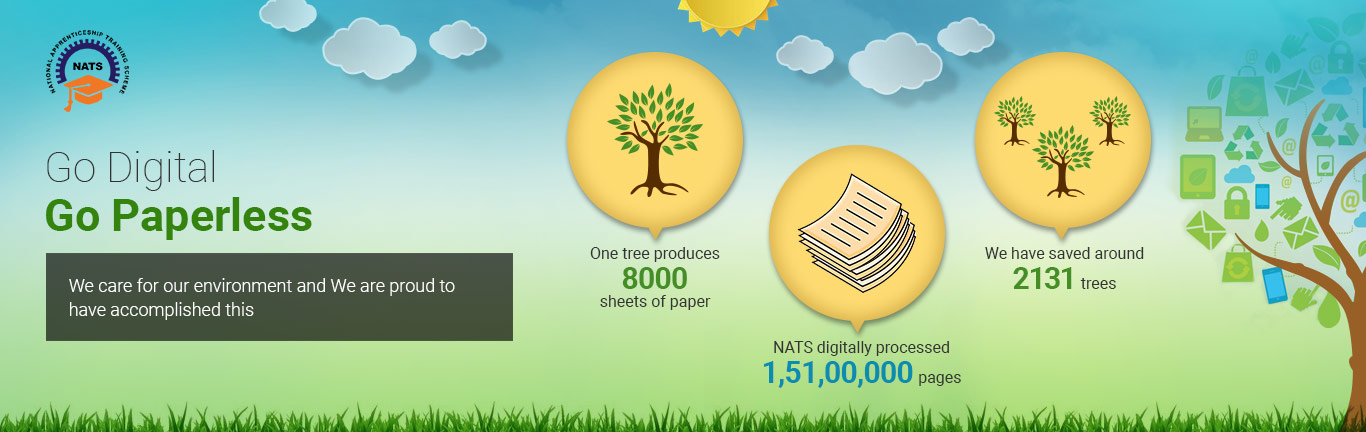 NATIONAL APPRENTICESHIP TRAINING SCHEME
NATS
Go Digital
Go Paperless
We care for our environment and We are proud to
have accomplished this
One tree produces
8000
sheets of paper
NATS digitally processed
1,51,00,000 pages
We have saved around
2131 trees